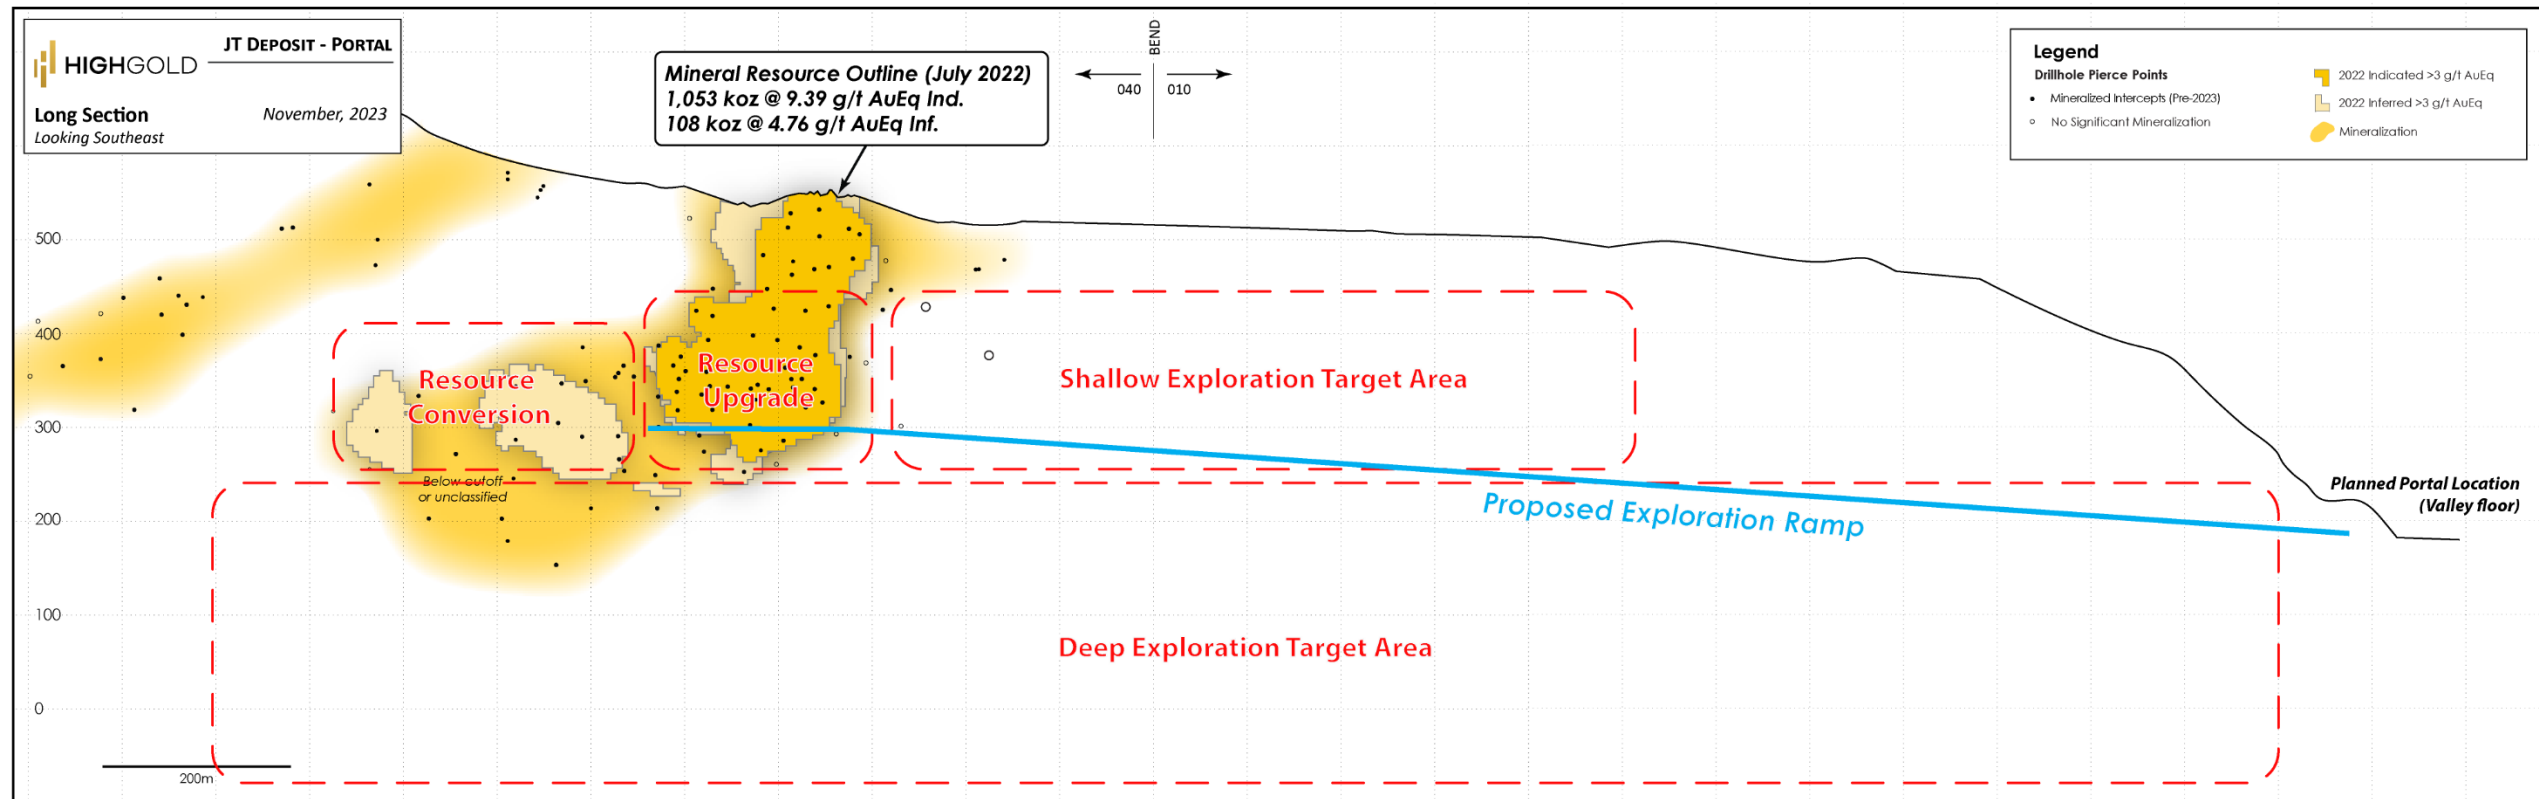 HIGHGOLD
JT DEPOSIT - PORTAL
Long Section
November, 2023
Looking Southeast
Mineral Resource Outline (July 2022)
1,053 koz @ 9.39 g/t AuEq Ind.
108 koz @ 4.76 g/t AuEq Inf.
BEND
040
010
Legend
Drillhole Pierce Points
Mineralized Intercepts (Pre-2023)
No Significant Mineralization
2022 Indicated >3 g/t AuEq
2022 Inferred >3 g/t AuEq
Mineralization
500
400
300
200
100
0
Resource
Conversion
Resource
Upgrade
Shallow Exploration Target Area
Below cutoff
or unclassified
Proposed Exploration Ramp
Planned Portal Location
(Valley floor)
Deep Exploration Target Area
200m